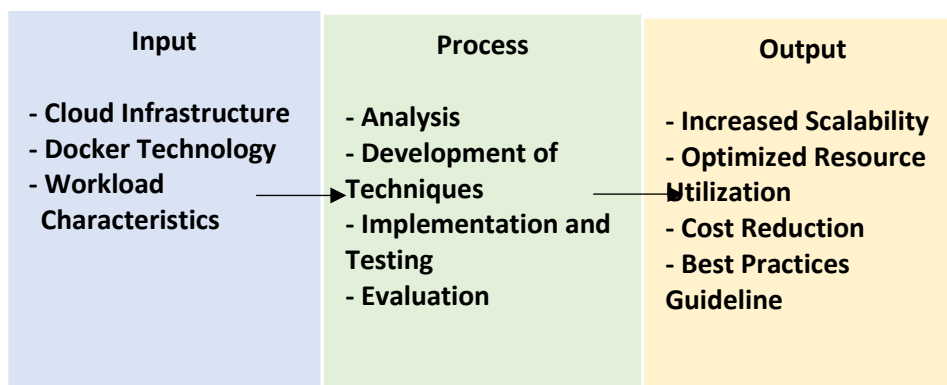 Input
- Cloud Infrastructure
- Docker Technology
- Workload
Characteristics
Process
- Analysis
- Development of
Techniques
- Implementation and
Testing
- Evaluation
Output
- Increased Scalability
- Optimized Resource
Utilization
- Cost Reduction
- Best Practices
Guideline